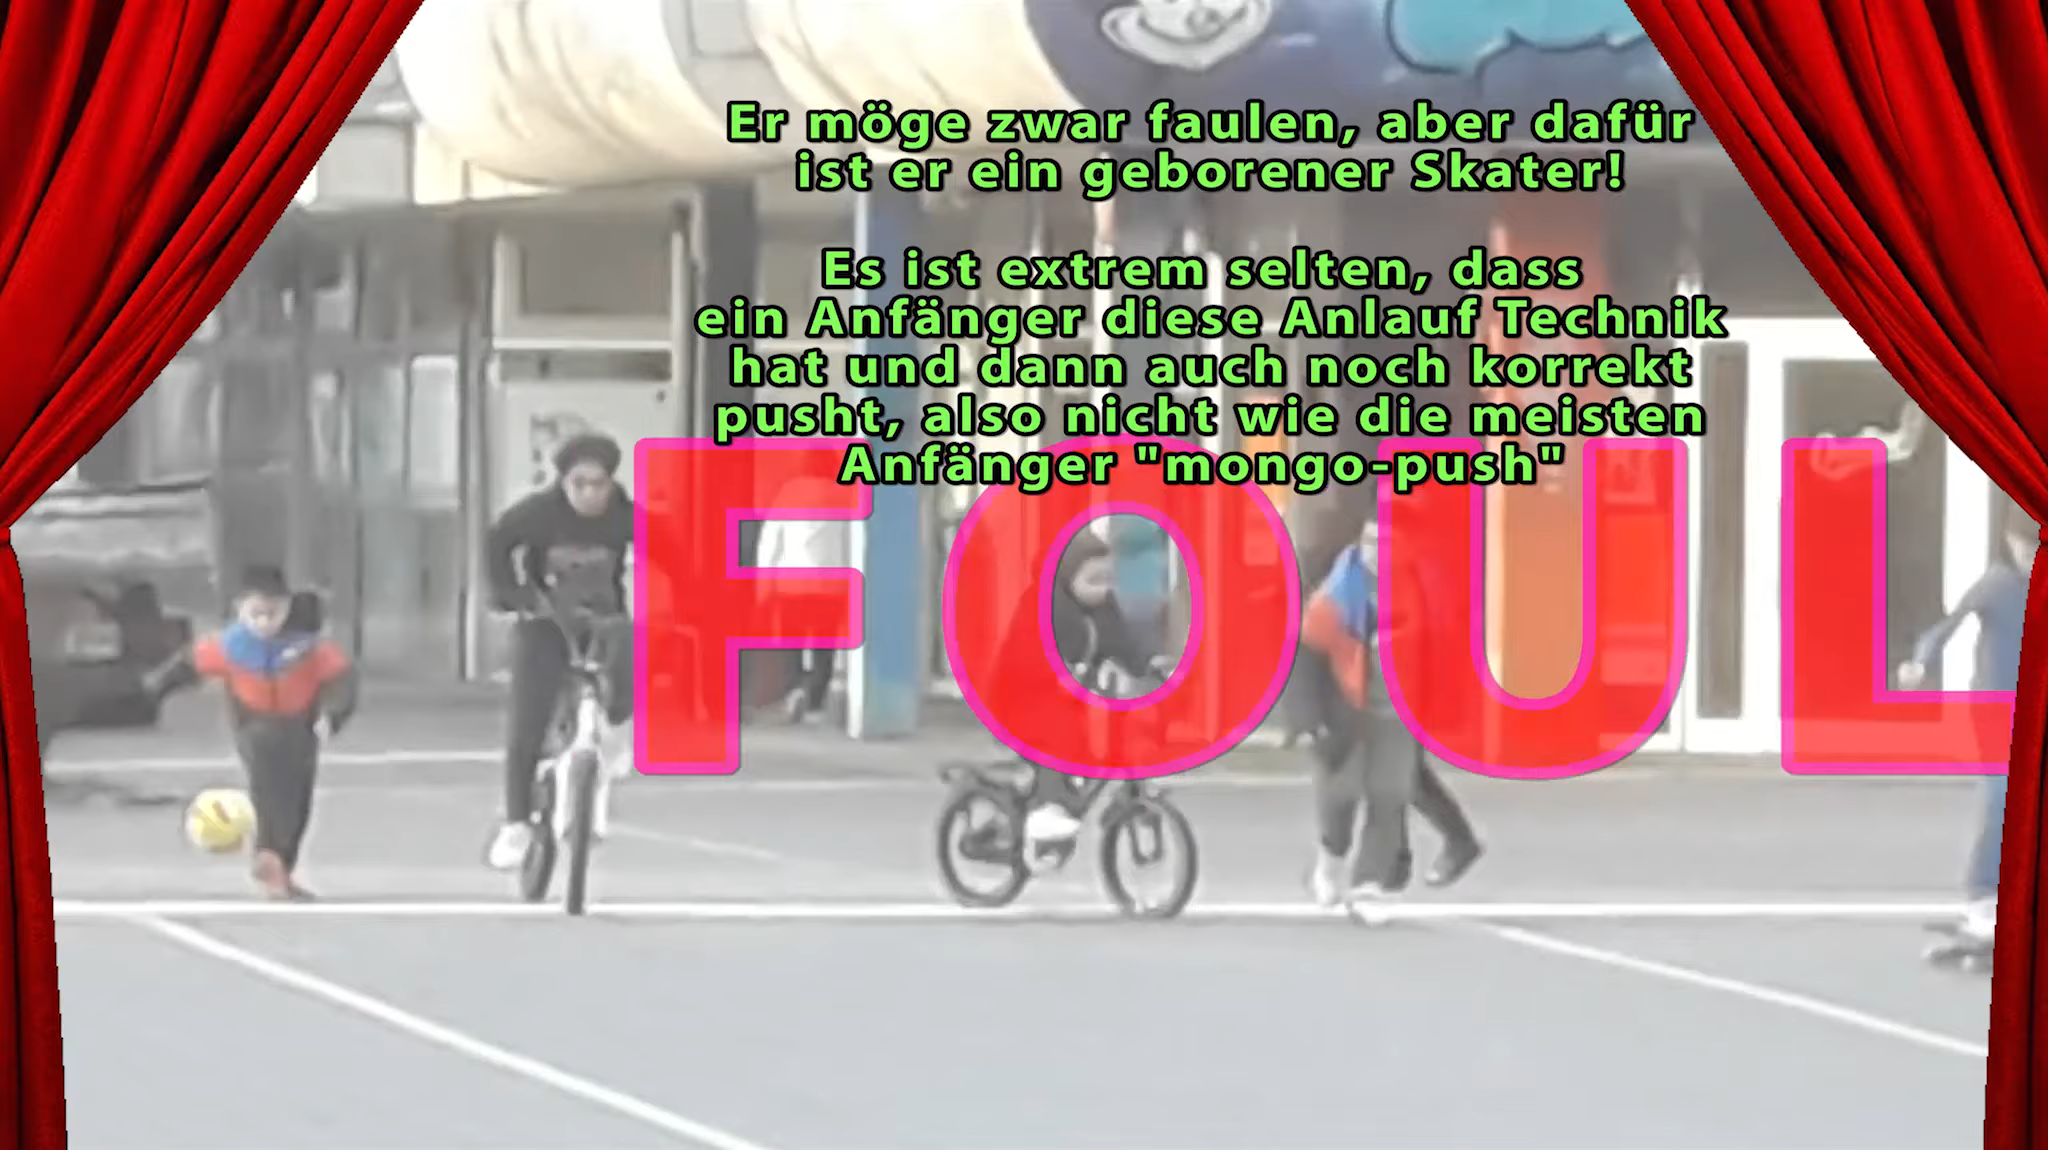 Er möge zwar faulen, aber dafür
ist er ein geborener Skater!
Es ist extrem selten, dass
ein Anfänger diese Anlauf Technik
hat und dann auch noch korrekt
pusht, also nicht wie die meisten
Anfänger "mongo-push"
FOUL